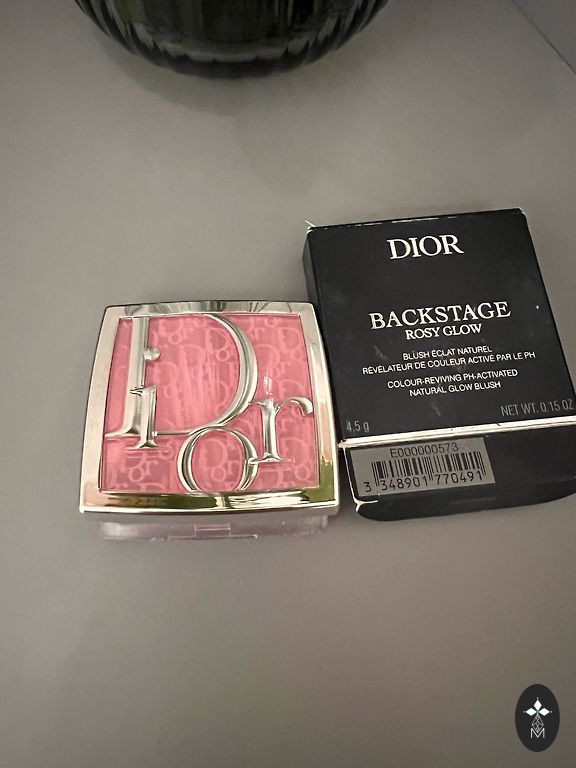 DIOR
BACKSTAGE
ROSY GLOW
BLUSH ÉCLAT NATUREL
RÉVÉLATEUR DE COULEUR ACTIVÉ PAR LE PH
COLOUR-REVIVING PH-ACTIVATED
NATURAL GLOW BLUSH
4,5 g
NET WT. 0.15 OZ
E000000573
3 348901 770491
Dior
M